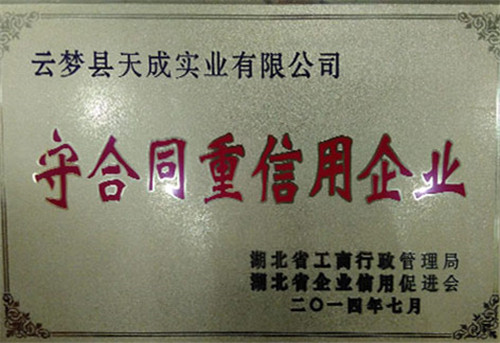 云梦县天成实业有限公司
守合同重信用企业
湖北省工商行政管理局
湖北省企业信用促进会
二〇一四年七月